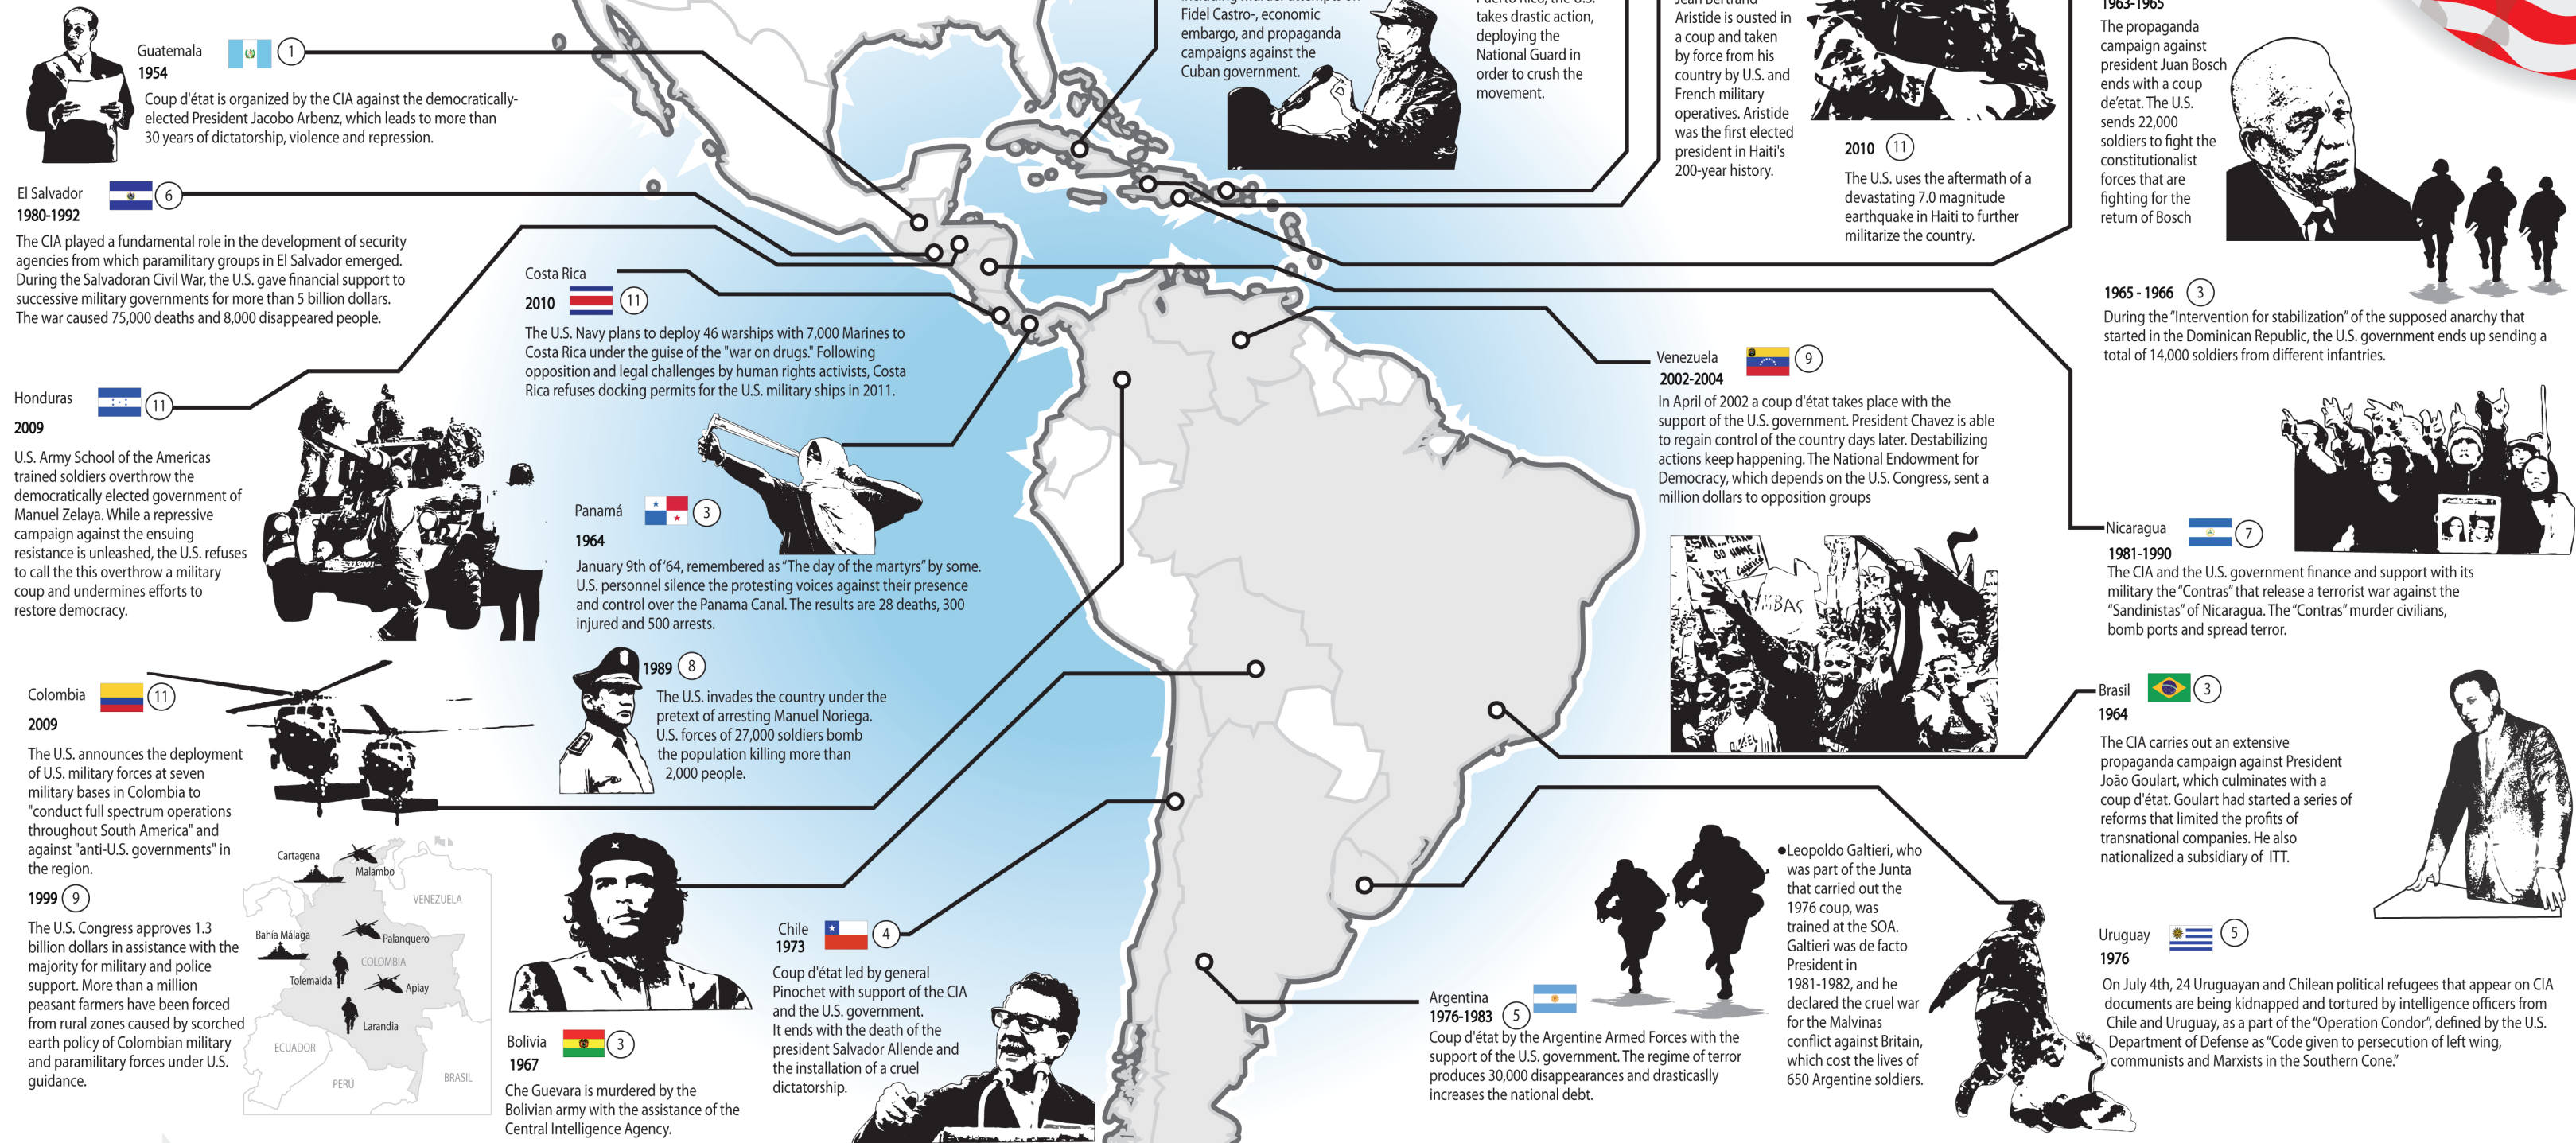 Guatemala
1
1954
Coup d'état is organized by the CIA against the democratically-
elected President Jacobo Arbenz, which leads to more than
30 years of dictatorship, violence and repression.
El Salvador
6
1980-1992
The CIA played a fundamental role in the development of security
agencies from which paramilitary groups in El Salvador emerged.
During the Salvadoran Civil War, the U.S. gave financial support to
successive military governments for more than 5 billion dollars.
The war caused 75,000 deaths and 8,000 disappeared people.
Honduras
11
2009
U.S. Army School of the Americas
trained soldiers overthrow the
democratically elected government of
Manuel Zelaya. While a repressive
campaign against the ensuing
resistance is unleashed, the U.S. refuses
to call the this overthrow a military
coup and undermines efforts to
restore democracy.
Colombia
11
2009
The U.S. announces the deployment
of U.S. military forces at seven
military bases in Colombia to
"conduct full spectrum operations
throughout South America" and
against "anti-U.S. governments" in
the region.
1999
9
The U.S. Congress approves 1.3
billion dollars in assistance with the
majority for military and police
support. More than a million
peasant farmers have been forced
from rural zones caused by scorched
earth policy of Colombian military
and paramilitary forces under U.S.
guidance.
Cartagena
Malambo
VENEZUELA
Bahía Málaga
Palanquero
COLOMBIA
Tolemaida
Apiay
Larandia
ECUADOR
PERÚ
BRASIL
Costa Rica
2010
11
The U.S. Navy plans to deploy 46 warships with 7,000 Marines to
Costa Rica under the guise of the "war on drugs." Following
opposition and legal challenges by human rights activists, Costa
Rica refuses docking permits for the U.S. military ships in 2011.
Panamá
3
1964
January 9th of '64, remembered as "The day of the martyrs" by some.
U.S. personnel silence the protesting voices against their presence
and control over the Panama Canal. The results are 28 deaths, 300
injured and 500 arrests.
1989
8
The U.S. invades the country under the
pretext of arresting Manuel Noriega.
U.S. forces of 27,000 soldiers bomb
the population killing more than
2,000 people.
Bolivia
3
1967
Che Guevara is murdered by the
Bolivian army with the assistance of the
Central Intelligence Agency.
Chile
4
1973
Coup d'état led by general
Pinochet with support of the CIA
and the U.S. government.
It ends with the death of the
president Salvador Allende and
the installation of a cruel
dictatorship.
Fidel Castro-, economic
embargo, and propaganda
campaigns against the
Cuban government.
takes drastic action,
deploying the
National Guard in
order to crush the
movement.
Aristide is ousted in
a coup and taken
by force from his
country by U.S. and
French military
operatives. Aristide
was the first elected
president in Haiti's
200-year history.
2010
11
The U.S. uses the aftermath of a
devastating 7.0 magnitude
earthquake in Haiti to further
militarize the country.
1963-1965
The propaganda
campaign against
president Juan Bosch
ends with a coup
de'etat. The U.S.
sends 22,000
soldiers to fight the
constitutionalist
forces that are
fighting for the
return of Bosch
1965 - 1966
3
During the "Intervention for stabilization" of the supposed anarchy that
started in the Dominican Republic, the U.S. government ends up sending a
total of 14,000 soldiers from different infantries.
Venezuela
9
2002-2004
In April of 2002 a coup d'état takes place with the
support of the U.S. government. President Chavez is able
to regain control of the country days later. Destabilizing
actions keep happening. The National Endowment for
Democracy, which depends on the U.S. Congress, sent a
million dollars to opposition groups
GO HOME!
Nicaragua
7
1981-1990
The CIA and the U.S. government finance and support with its
military the "Contras" that release a terrorist war against the
"Sandinistas" of Nicaragua. The "Contras" murder civilians,
bomb ports and spread terror.
Brasil
3
1964
The CIA carries out an extensive
propaganda campaign against President
João Goulart, which culminates with a
coup d'état. Goulart had started a series of
reforms that limited the profits of
transnational companies. He also
nationalized a subsidiary of ITT.
Argentina
1976-1983
5
Coup d'état by the Argentine Armed Forces with the
support of the U.S. government. The regime of terror
produces 30,000 disappearances and drasticaslly
increases the national debt.
●Leopoldo Galtieri, who
was part of the Junta
that carried out the
1976 coup, was
trained at the SOA.
Galtieri was de facto
President in
1981-1982, and he
declared the cruel war
for the Malvinas
conflict against Britain,
which cost the lives of
650 Argentine soldiers.
Uruguay
5
1976
On July 4th, 24 Uruguayan and Chilean political refugees that appear on CIA
documents are being kidnapped and tortured by intelligence officers from
Chile and Uruguay, as a part of the "Operation Condor", defined by the U.S.
Department of Defense as "Code given to persecution of left wing,
communists and Marxists in the Southern Cone."